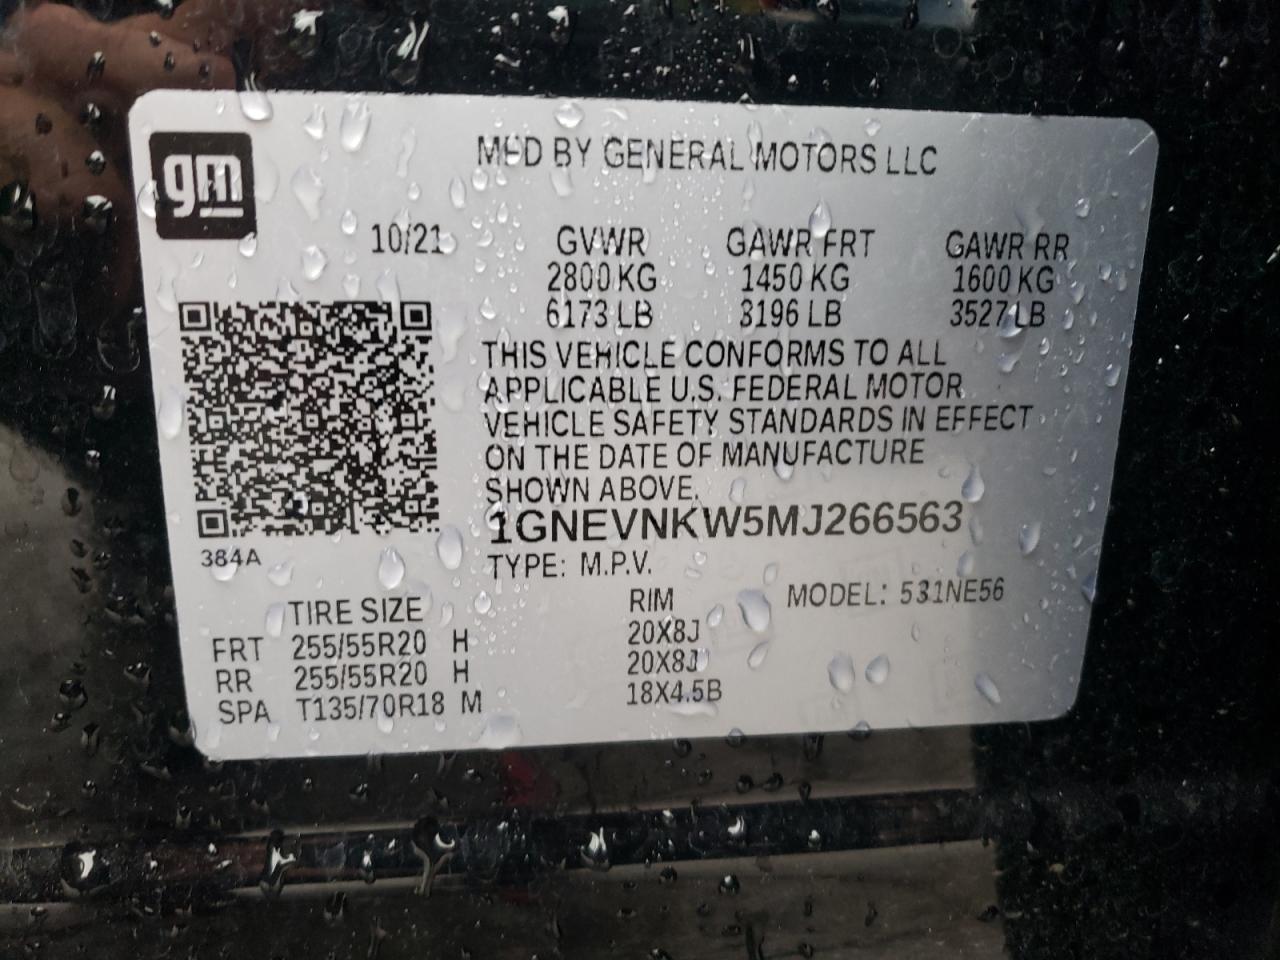 gm
MFD BY GENERAL MOTORS LLC
10/21 GVWR GAWR FRT GAWR RR
2800 KG 1450 KG 1600 KG
6173 LB 3196 LB 3527 LB
THIS VEHICLE CONFORMS TO ALL
APPLICABLE U.S. FEDERAL MOTOR
VEHICLE SAFETY STANDARDS IN EFFECT
ON THE DATE OF MANUFACTURE
SHOWN ABOVE.
1GNEVNKW5MJ266563
384A
TYPE: M.P.V.
MODEL: 531NE56
TIRE SIZE RIM
FRT 255/55R20 H 20X8J
RR 255/55R20 H 20X8J
SPA T135/70R18 M 18X4.5B